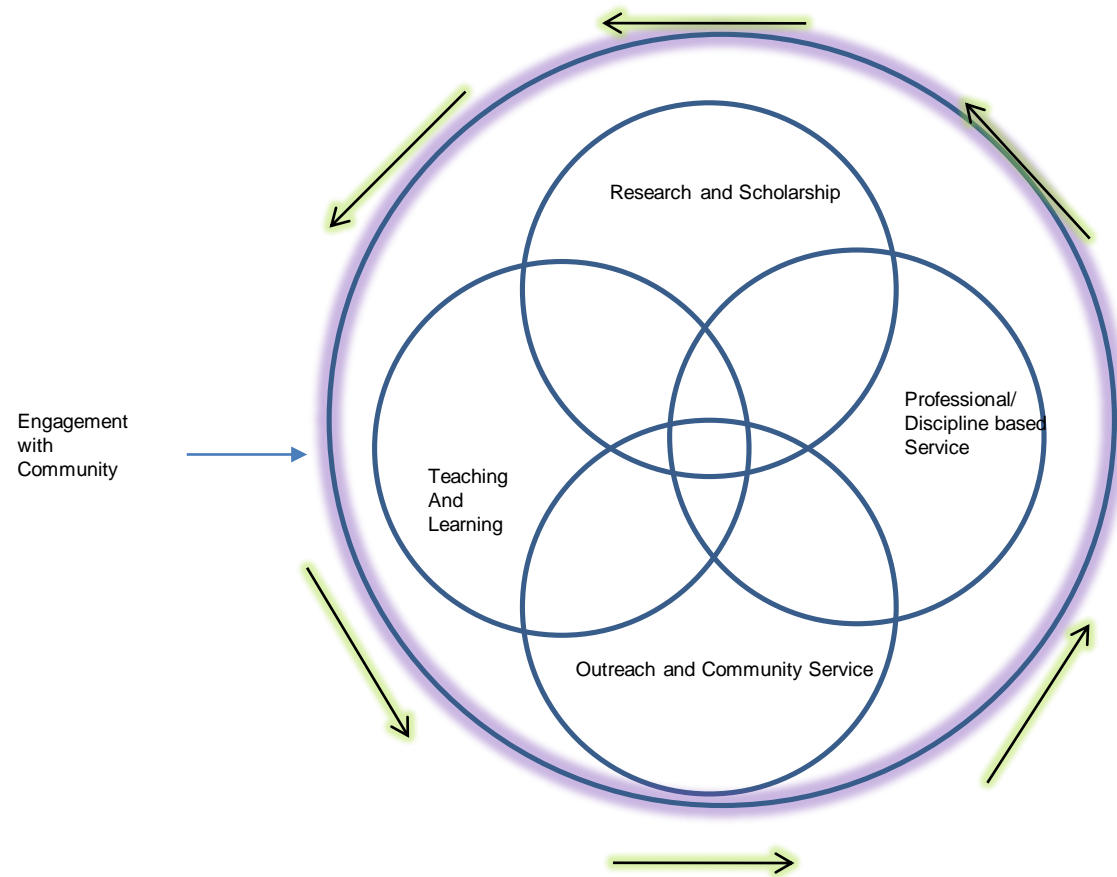 Research and Scholarship
Professional/
Discipline based
Service
Engagement
with
Community
Teaching
And
Learning
Outreach and Community Service